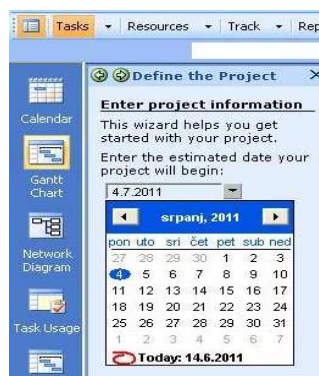 Tasks Resources Track Rep
Define the Project X
Enter project information
This wizard helps you get
started with your project.
Enter the estimated date your
project will begin:
4.7.2011
srpanj, 2011
pon uto sri čet pet sub ned
27 28 29 30 1 2 3
4 5 6 7 8 9 10
11 12 13 14 15 16 17
18 19 20 21 22 23 24
25 26 27 28 29 30 31
1 2 3 4 5 6 7
Today: 14.6.2011
Calendar
Gantt
Chart
Network
Diagram
Task Usage